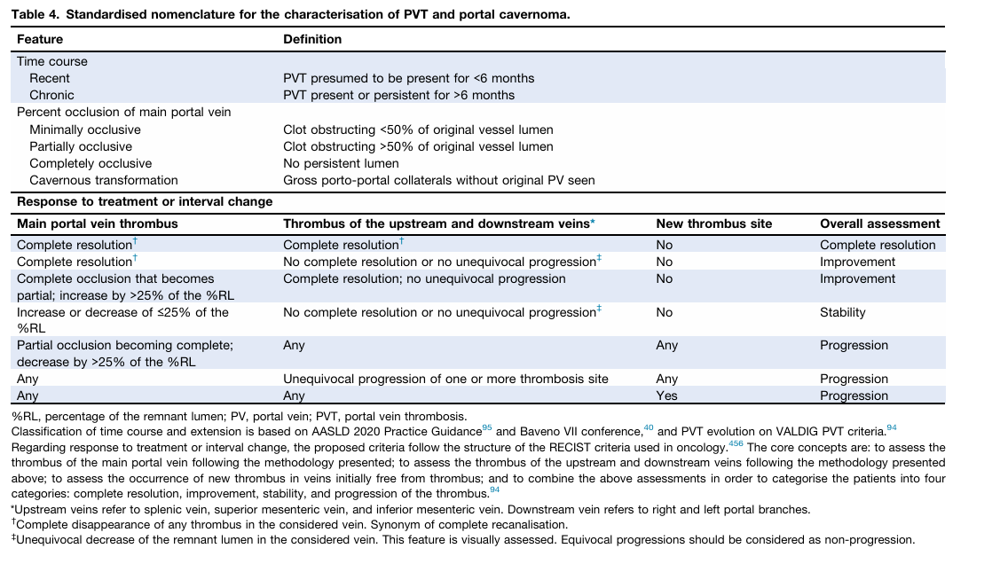 Table 4. Standardised nomenclature for the characterisation of PVT and portal cavernoma.
Feature Definition
Time course
Recent PVT presumed to be present for <6 months
Chronic PVT present or persistent for >6 months
Percent occlusion of main portal vein
Minimally occlusive Clot obstructing <50% of original vessel lumen
Partially occlusive Clot obstructing >50% of original vessel lumen
Completely occlusive No persistent lumen
Cavernous transformation Gross porto-portal collaterals without original PV seen
Response to treatment or interval change
Main portal vein thrombus Thrombus of the upstream and downstream veins* New thrombus site Overall assessment
Complete resolution† Complete resolution† No Complete resolution
Complete resolution† No complete resolution or no unequivocal progression‡ No Improvement
Complete occlusion that becomes Complete resolution; no unequivocal progression No Improvement
partial; increase by >25% of the %RL
Increase or decrease of ≤25% of the No complete resolution or no unequivocal progression‡ No Stability
%RL
Partial occlusion becoming complete; Any Any Progression
decrease by >25% of the %RL
Any Unequivocal progression of one or more thrombosis site Any Progression
Any Any Yes Progression
%RL, percentage of the remnant lumen; PV, portal vein; PVT, portal vein thrombosis.
Classification of time course and extension is based on AASLD 2020 Practice Guidance95 and Baveno VII conference,40 and PVT evolution on VALDIG PVT criteria.94
Regarding response to treatment or interval change, the proposed criteria follow the structure of the RECIST criteria used in oncology.456 The core concepts are: to assess the
thrombus of the main portal vein following the methodology presented; to assess the thrombus of the upstream and downstream veins following the methodology presented
above; to assess the occurrence of new thrombus in veins initially free from thrombus; and to combine the above assessments in order to categorise the patients into four
categories: complete resolution, improvement, stability, and progression of the thrombus.94
*Upstream veins refer to splenic vein, superior mesenteric vein, and inferior mesenteric vein. Downstream vein refers to right and left portal branches.
†Complete disappearance of any thrombus in the considered vein. Synonym of complete recanalisation.
‡Unequivocal decrease of the remnant lumen in the considered vein. This feature is visually assessed. Equivocal progressions should be considered as non-progression.